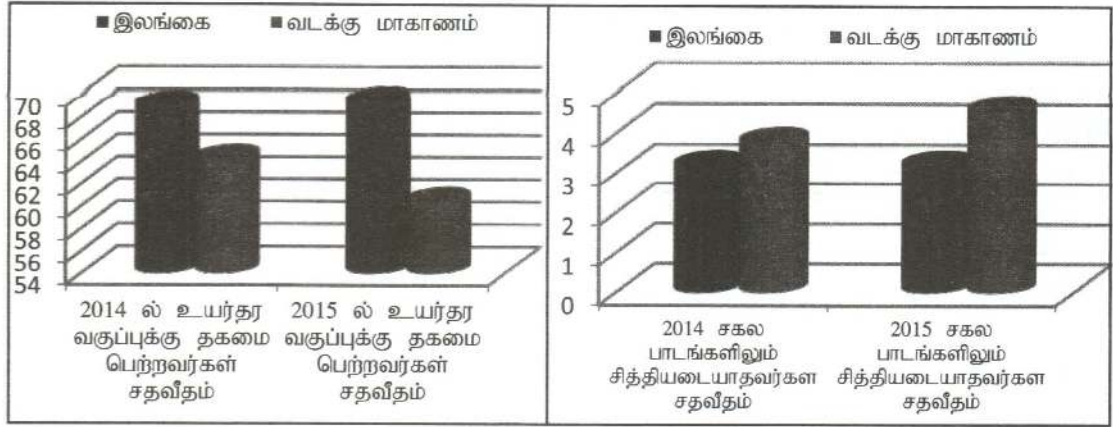 இலங்கை வடக்கு மாகாணம்
70
68
66
64
62
60
58
56
54
2014 ல் உயர்தர
வகுப்புக்கு தகமை
பெற்றவர்கள்
சதவீதம்
2015 ல் உயர்தர
வகுப்புக்கு தகமை
பெற்றவர்கள்
சதவீதம்
இலங்கை வடக்கு மாகாணம்
5
4
3
2
1
0
2014 சகல
பாடங்களிலும்
சித்தியடையாதவர்கள
சதவீதம்
2015 சகல
பாடங்களிலும்
சித்தியடையாதவர்கள
சதவீதம்